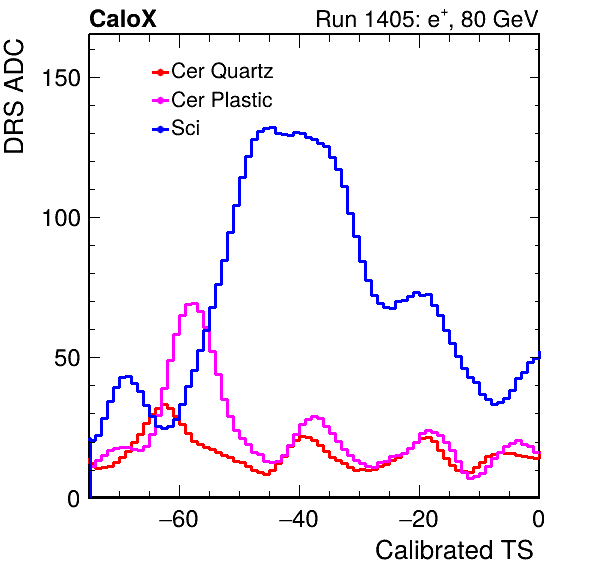 CaloX Run 1405: e⁺, 80 GeV
DRS ADC
150
100
50
0
Cer Quartz
Cer Plastic
Sci
−60 −40 −20 0
Calibrated TS